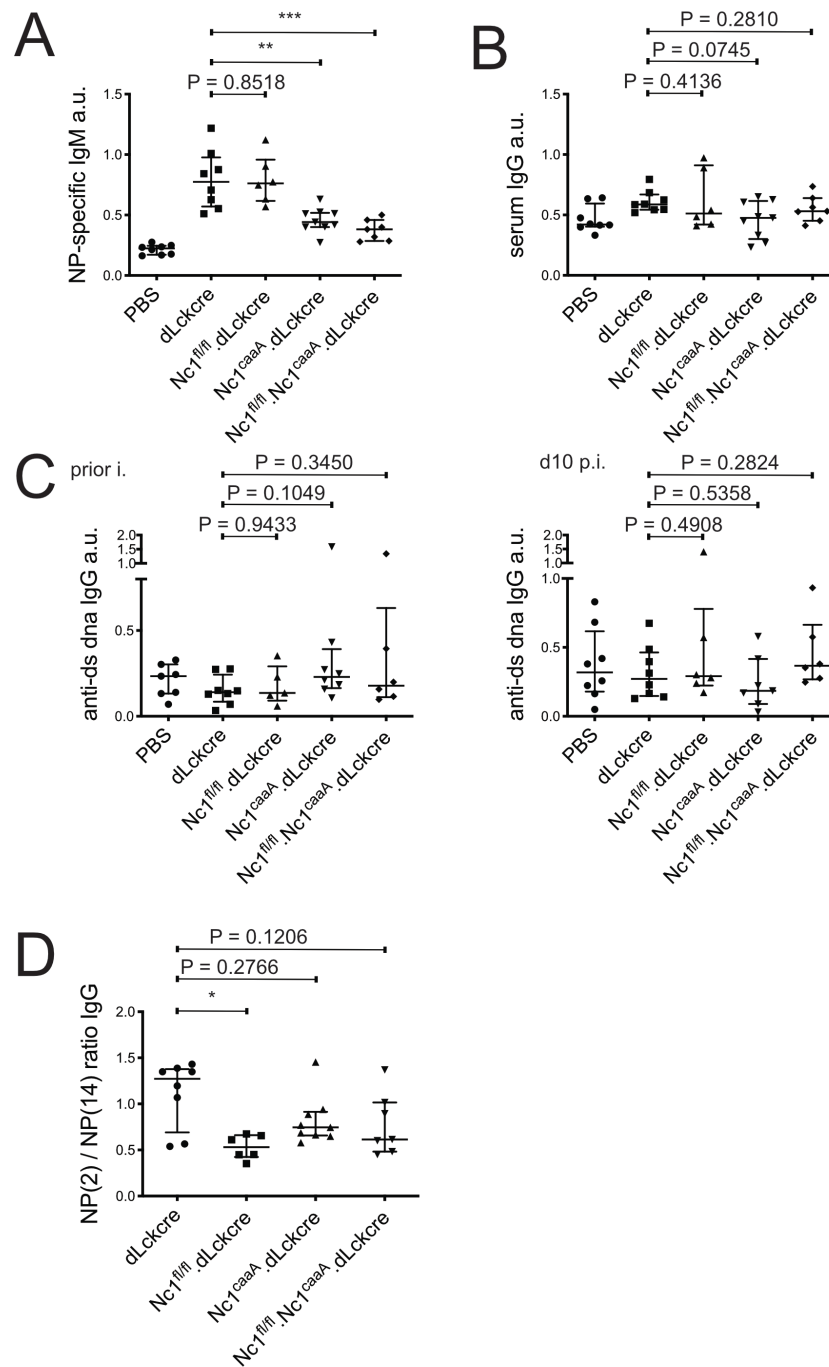 A
***
**
P = 0.8518
NP-specific IgM a.u.
1.5
1.0
0.5
0.0
PBS
dLckcre
Nc1fl/fl.dLckcre
Nc1caaA.dLckcre
Nc1fl/fl.Nc1caaA.dLckcre
B
P = 0.2810
P = 0.0745
P = 0.4136
serum IgG a.u.
1.5
1.0
0.5
0.0
PBS
dLckcre
Nc1fl/fl.dLckcre
Nc1caaA.dLckcre
Nc1fl/fl.Nc1caaA.dLckcre
C
prior i.
P = 0.3450
P = 0.1049
P = 0.9433
anti-ds dna IgG a.u.
2.0
1.5
1.0
0.5
0.0
PBS
dLckcre
Nc1fl/fl.dLckcre
Nc1caaA.dLckcre
Nc1fl/fl.Nc1caaA.dLckcre
d10 p.i.
P = 0.2824
P = 0.5358
P = 0.4908
anti-ds dna IgG a.u.
2.0
1.5
1.0
1.0
0.5
0.0
PBS
dLckcre
Nc1fl/fl.dLckcre
Nc1caaA.dLckcre
Nc1fl/fl.Nc1caaA.dLckcre
D
P = 0.1206
P = 0.2766
*
NP(2) / NP(14) ratio IgG
2.0
1.5
1.0
0.5
0.0
dLckcre
Nc1fl/fl.dLckcre
Nc1caaA.dLckcre
Nc1fl/fl.Nc1caaA.dLckcre